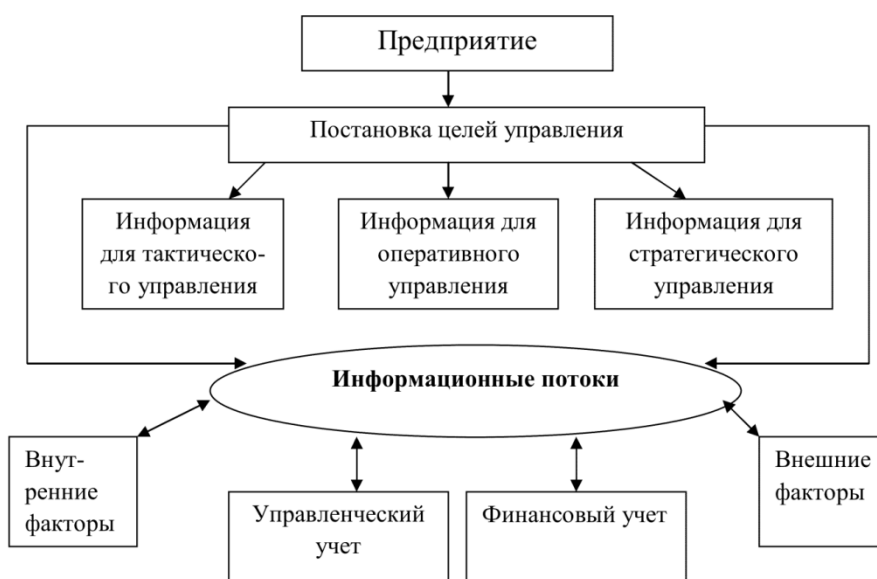 Предприятие
Постановка целей управления
Информация
для тактическо-
го управления
Информация для
оперативного
управления
Информация для
стратегического
управления
Информационные потоки
Внут-
ренние
факторы
Управленческий
учет
Финансовый учет
Внешние
факторы